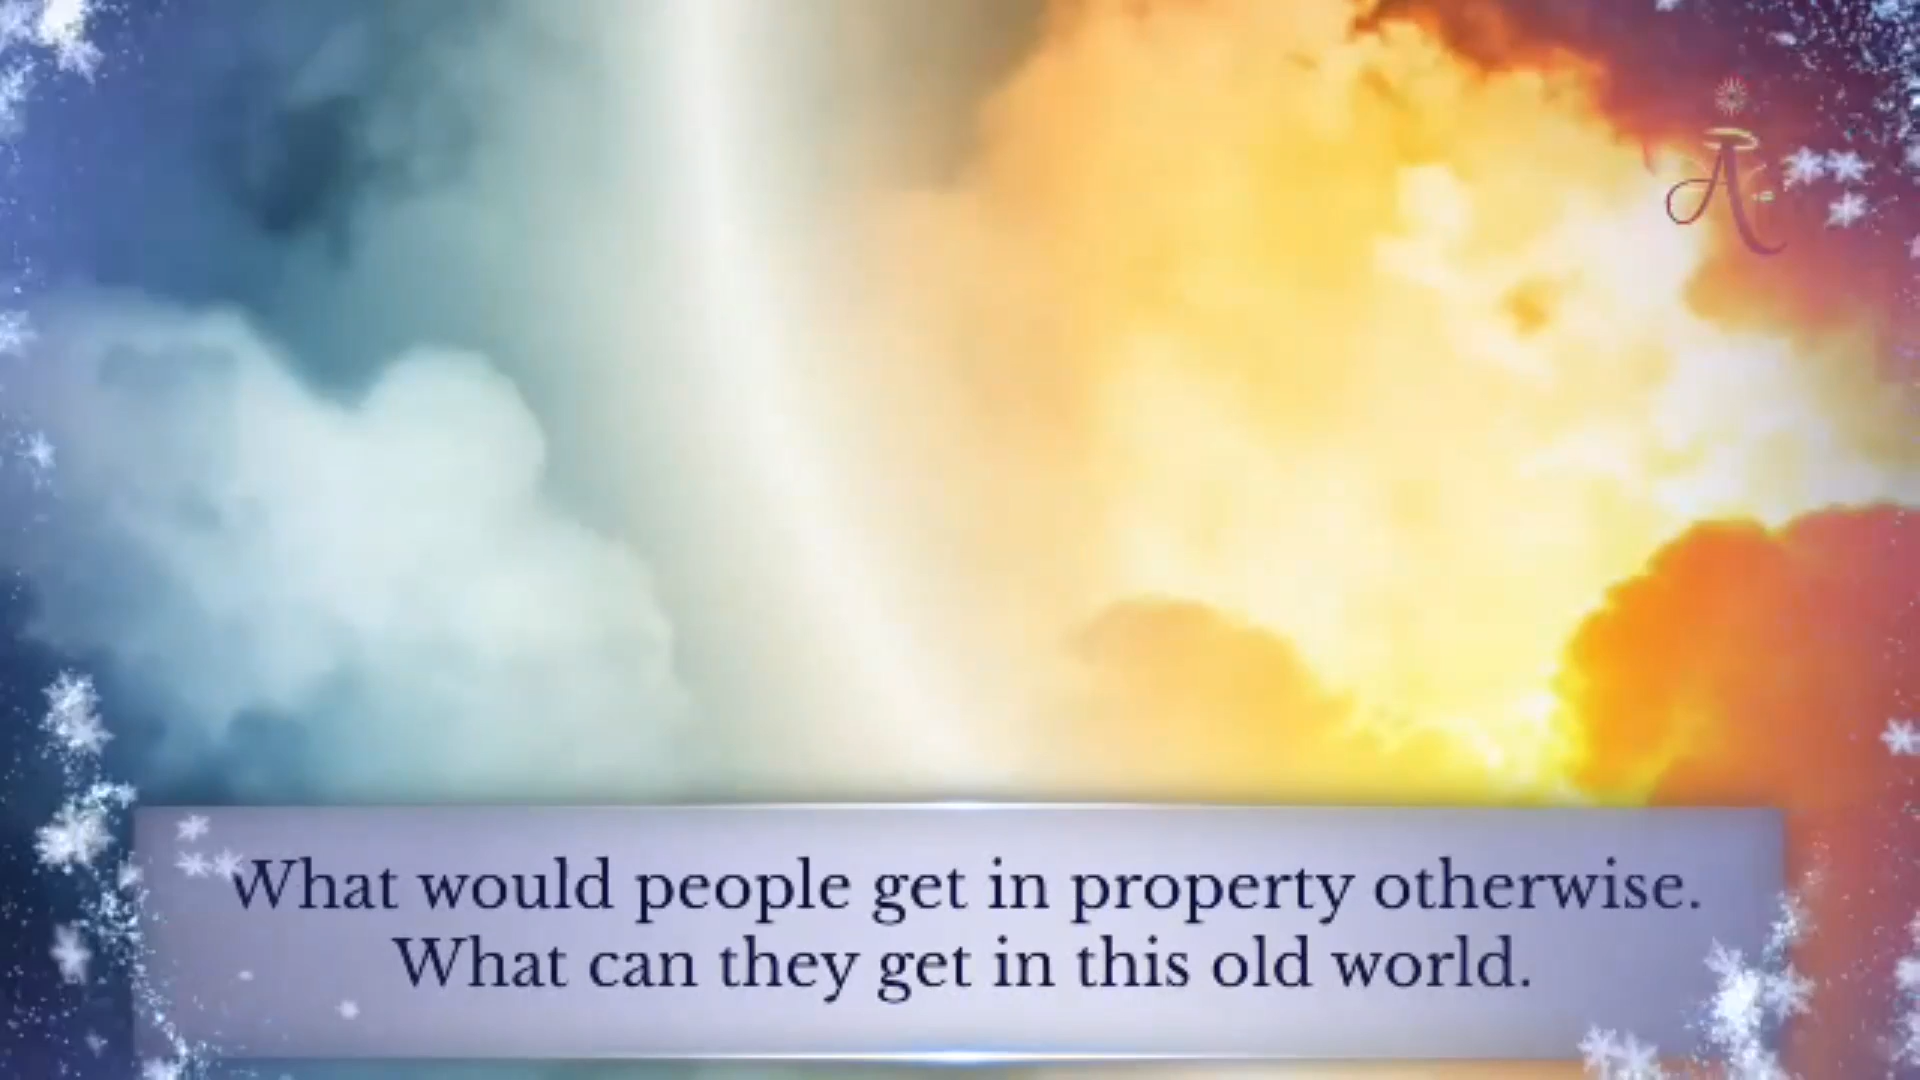 What would people get in property otherwise.
What can they get in this old world.